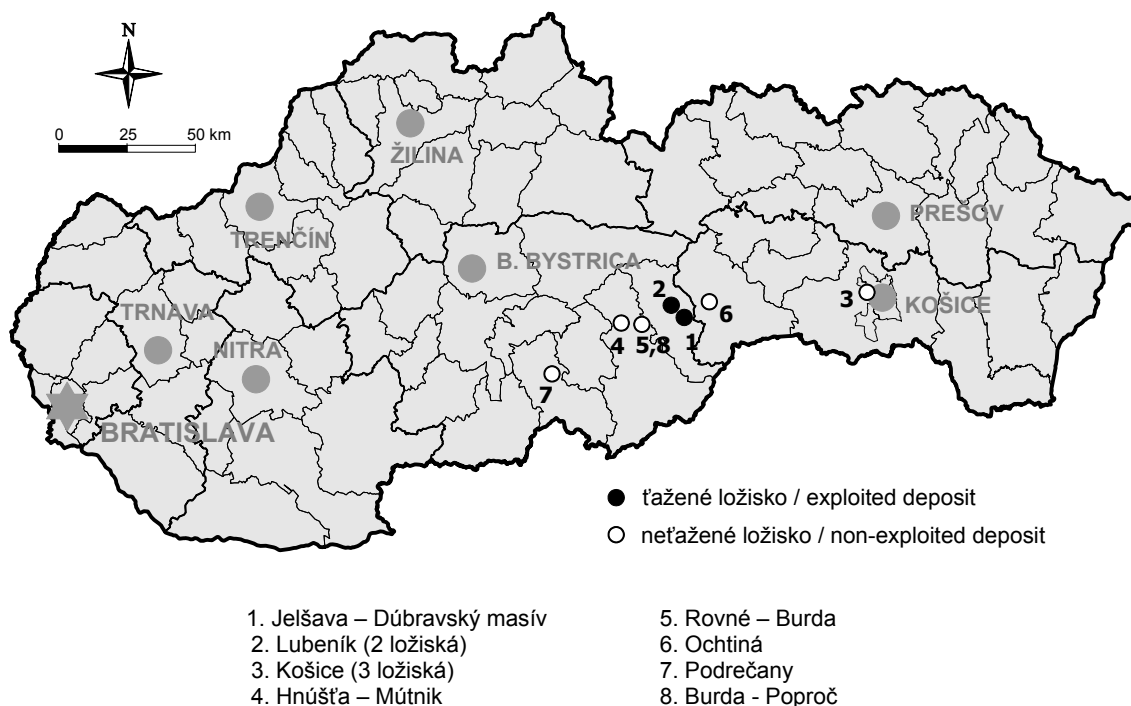 N
0 25 50 km
ŽILINA
PREŠOV
TRENČÍN
B. BYSTRICA
2
3
KOŠICE
TRNAVA
6
4
5,8
1
NITRA
7
BRATISLAVA
ťažené ložisko / exploited deposit
neťažené ložisko / non-exploited deposit
1. Jelšava – Dúbravský masív
2. Lubeník (2 ložiská)
3. Košice (3 ložiská)
4. Hnúšťa – Mútnik
5. Rovné – Burda
6. Ochtiná
7. Podrečany
8. Burda - Poproč